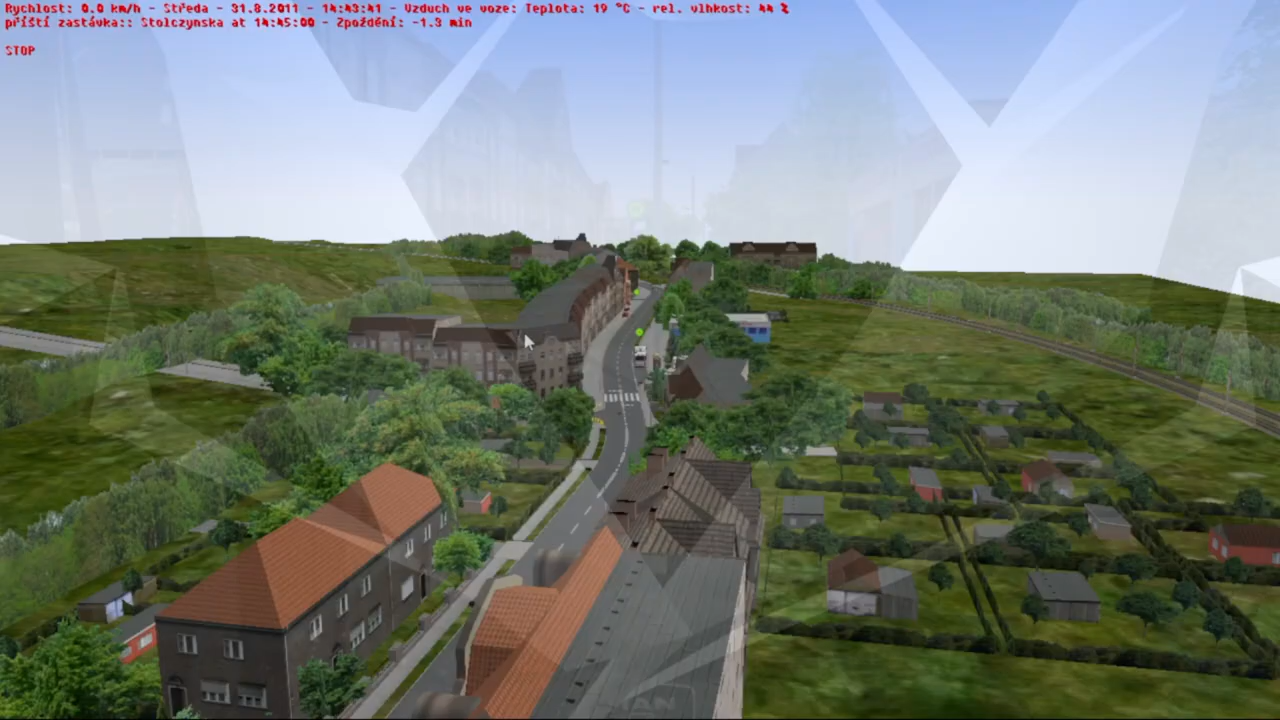 Rychlost: 0.0 km/h - Středa - 31.8.2011 - 14:43:41 - Vzduch ve voze: Teplota: 19 °C - rel. vlhkost: 44 %
příští zastávka:: Stolczynska at 14:45:00 - Zpoždění: -1.3 min
STOP